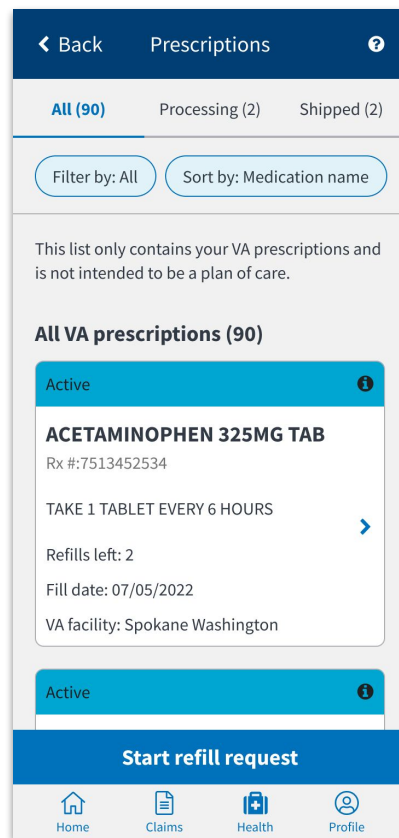 Back Prescriptions ?
All (90) Processing (2) Shipped (2)
Filter by: All Sort by: Medication name
This list only contains your VA prescriptions and
is not intended to be a plan of care.
All VA prescriptions (90)
Active i
ACETAMINOPHEN 325MG TAB
Rx #:7513452534
TAKE 1 TABLET EVERY 6 HOURS
Refills left: 2
Fill date: 07/05/2022
VA facility: Spokane Washington
Active i
Start refill request
Home Claims Health Profile